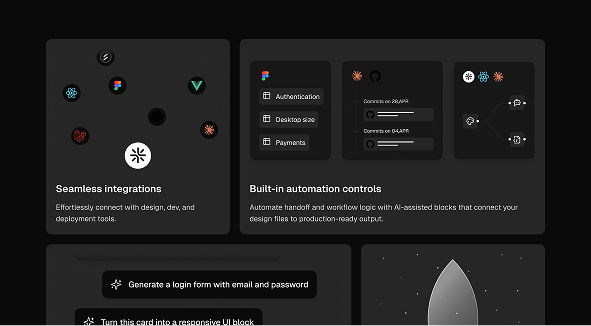 Authentication
Desktop size
Payments
Commits on 28,APR
Commits on 04,APR
Seamless integrations
Effortlessly connect with design, dev, and
deployment tools.
Built-in automation controls
Automate handoff and workflow logic with AI-assisted blocks that connect your
design files to production-ready output.
Generate a login form with email and password
Turn this card into a responsive UI block